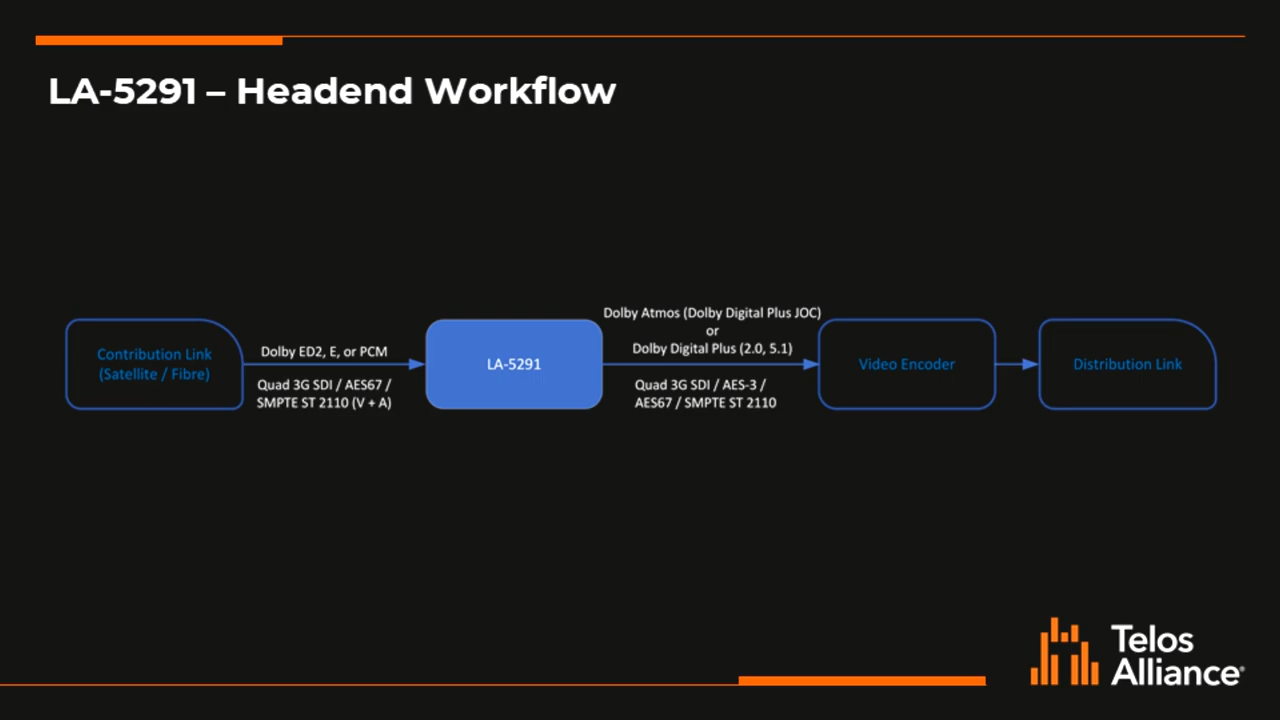 LA-5291 – Headend Workflow
Contribution Link
(Satellite / Fibre)
Dolby ED2, E, or PCM
Quad 3G SDI / AES67 /
SMPTE ST 2110 (V + A)
LA-5291
Dolby Atmos (Dolby Digital Plus JOC)
or
Dolby Digital Plus (2.0, 5.1)
Quad 3G SDI / AES-3 /
AES67 / SMPTE ST 2110
Video Encoder
Distribution Link
Telos
Alliance®